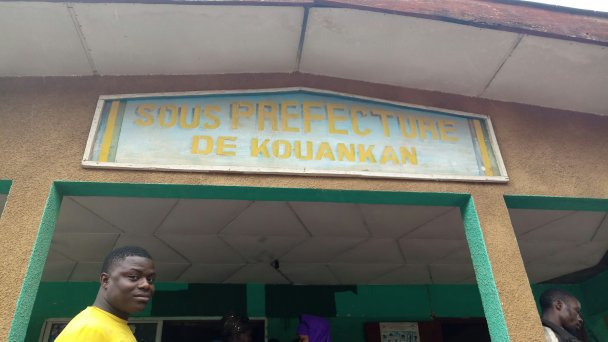 SOUS PREFECTURE
DE KOUANKAN